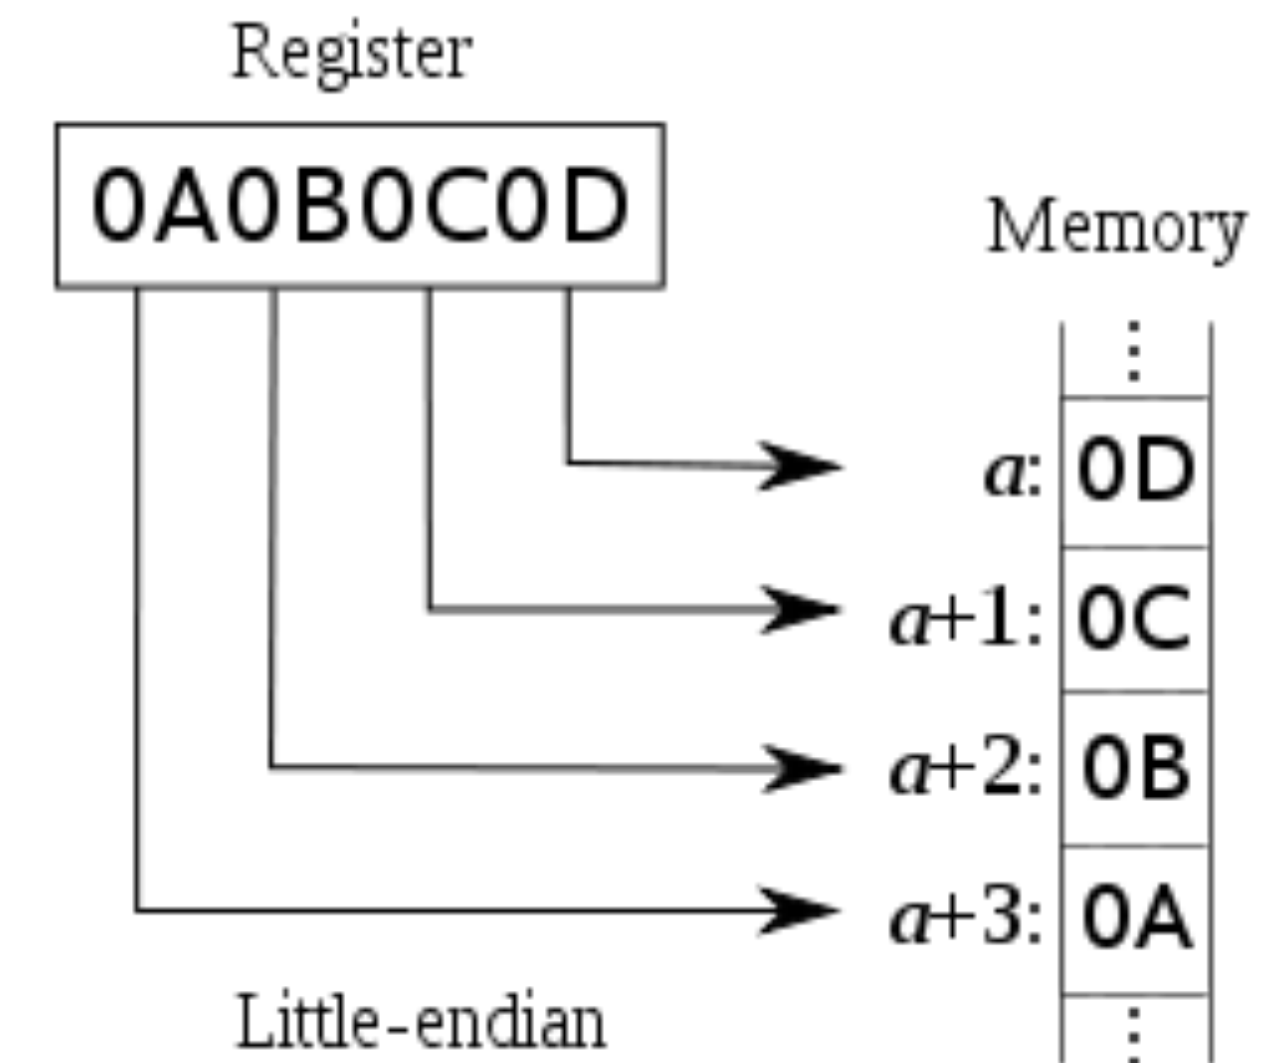 Register
0A0B0C0D
Memory
a: 0D
a+1: 0C
a+2: 0B
a+3: 0A
Little-endian